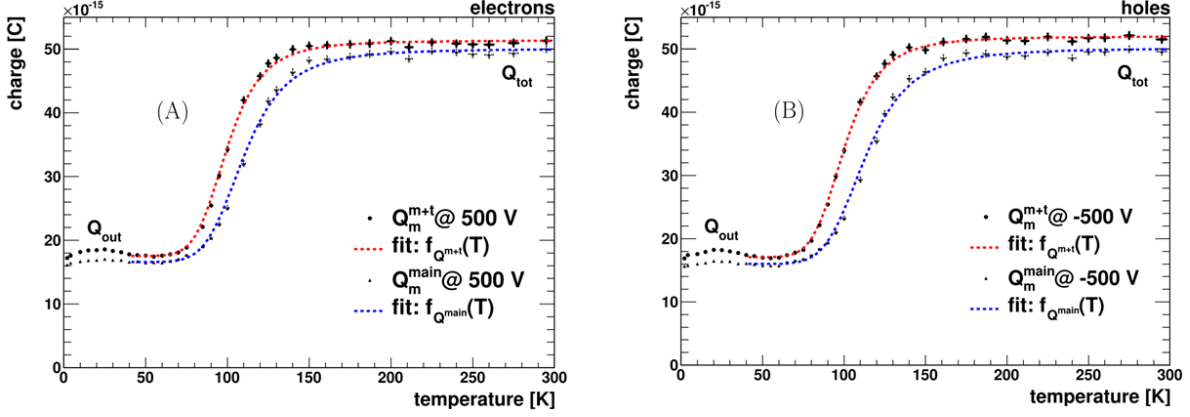 electrons
×10⁻¹⁵
charge [C]
60
50
40
30
20
10
0
(A)
Q_tot
Q_out
Q_m^{m+t} @ 500 V
fit: f_{Q^{m+t}}(T)
Q_m^{main} @ 500 V
fit: f_{Q^{main}}(T)
0 50 100 150 200 250 300
temperature [K]
holes
×10⁻¹⁵
charge [C]
50
40
30
20
10
0
(B)
Q_tot
Q_out
Q_m^{m+t} @ -500 V
fit: f_{Q^{m+t}}(T)
Q_m^{main} @ -500 V
fit: f_{Q^{main}}(T)
0 50 100 150 200 250 300
temperature [K]